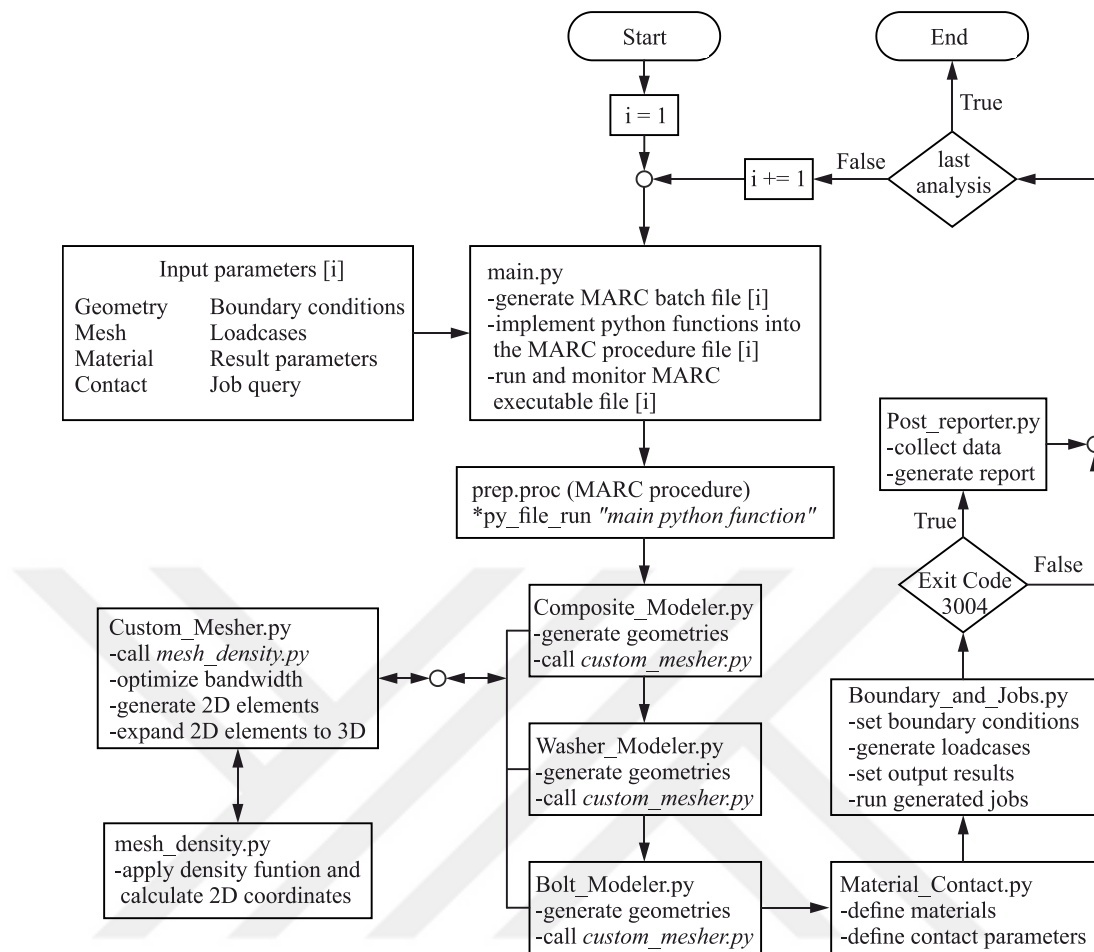 Start
End
i = 1
True
False
last
analysis
i += 1
Input parameters [i]
Geometry Boundary conditions
Mesh Loadcases
Material Result parameters
Contact Job query
main.py
-generate MARC batch file [i]
-implement python functions into
the MARC procedure file [i]
-run and monitor MARC
executable file [i]
prep.proc (MARC procedure)
*py_file_run "main python function"
Composite_Modeler.py
-generate geometries
-call custom_mesher.py
Custom_Mesher.py
-call mesh_density.py
-optimize bandwidth
-generate 2D elements
-expand 2D elements to 3D
mesh_density.py
-apply density funtion and
calculate 2D coordinates
Washer_Modeler.py
-generate geometries
-call custom_mesher.py
Bolt_Modeler.py
-generate geometries
-call custom_mesher.py
Material_Contact.py
-define materials
-define contact parameters
Boundary_and_Jobs.py
-set boundary conditions
-generate loadcases
-set output results
-run generated jobs
Exit Code
3004
True
False
Post_reporter.py
-collect data
-generate report